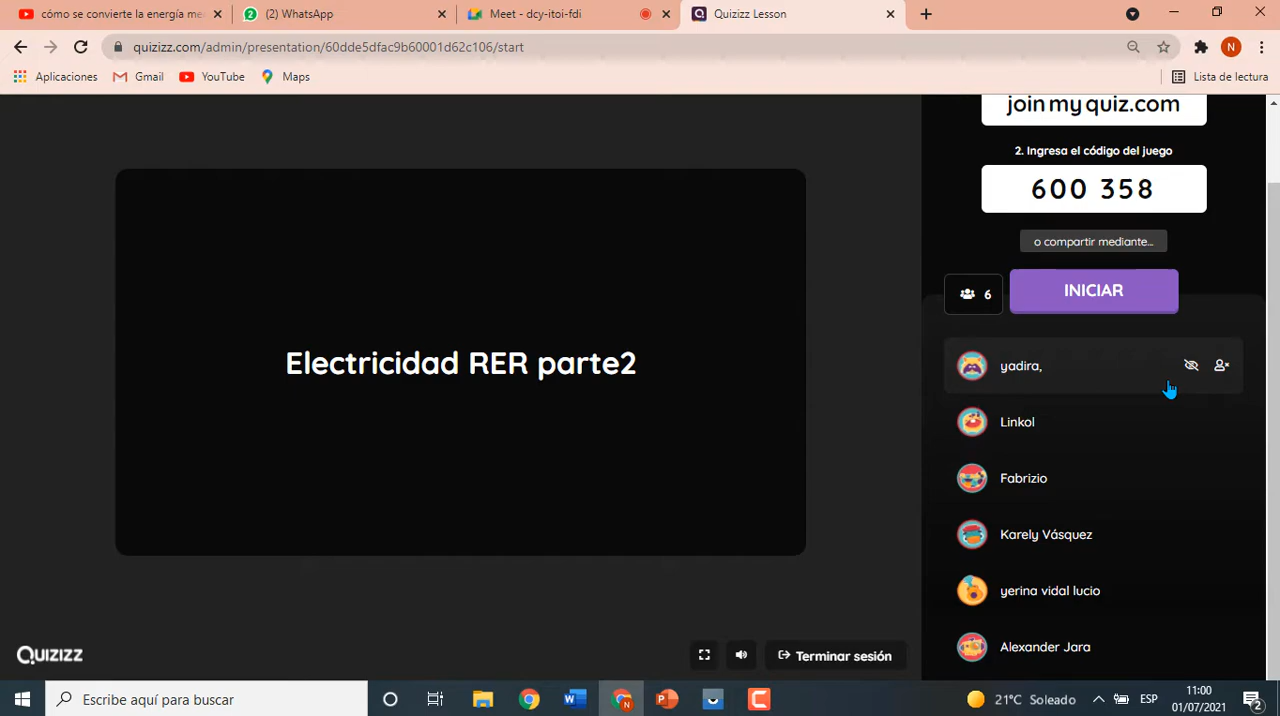 cómo se convierte la energía me
(2) WhatsApp
Meet - dcy-itoi-fdi
Quizizz Lesson
quizizz.com/admin/presentation/60dde5dfac9b60001d62c106/start
N
Aplicaciones
Gmail
YouTube
Maps
Lista de lectura
joinmyquiz.com
2. Ingresa el código del juego
600 358
o compartir mediante...
6
INICIAR
yadira,
Linkol
Electricidad RER parte2
Fabrizio
Karely Vásquez
yerina vidal lucio
Alexander Jara
Quizizz
Terminar sesión
Escribe aquí para buscar
21°C Soleado
ESP
11:00
01/07/2021
2